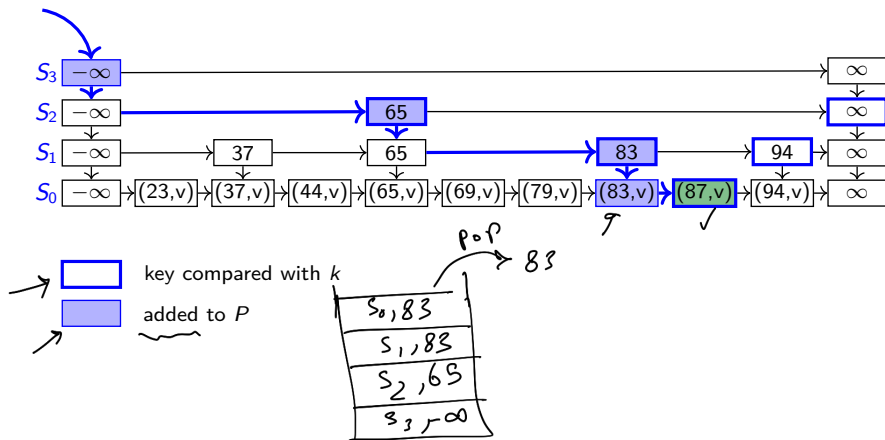 S₃ −∞ ∞
S₂ −∞ 65 ∞
S₁ −∞ 37 65 83 94 ∞
S₀ −∞ (23,v) (37,v) (44,v) (65,v) (69,v) (79,v) (83,v) (87,v) (94,v) ∞
pop
83
key compared with k
added to P
S₀, 83
S₁, 83
S₂, 65
S₃, -∞